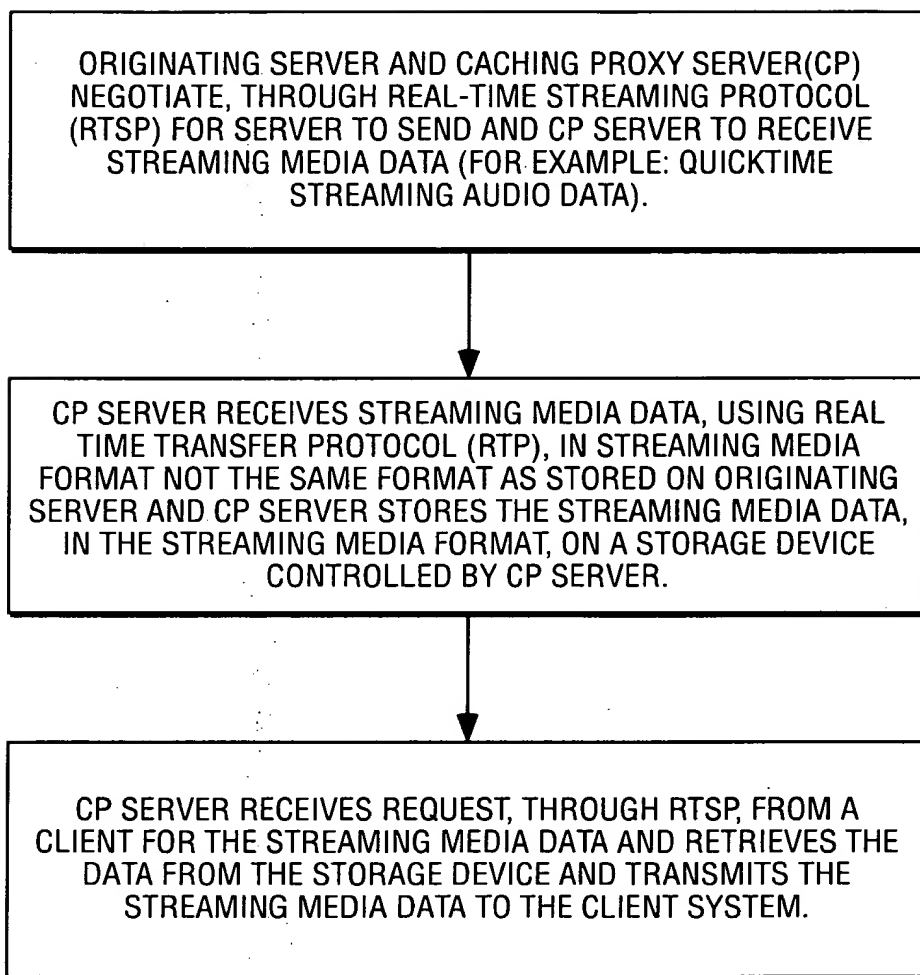 ORIGINATING SERVER AND CACHING PROXY SERVER(CP)
NEGOTIATE, THROUGH REAL-TIME STREAMING PROTOCOL
(RTSP) FOR SERVER TO SEND AND CP SERVER TO RECEIVE
STREAMING MEDIA DATA (FOR EXAMPLE: QUICKTIME
STREAMING AUDIO DATA).
CP SERVER RECEIVES STREAMING MEDIA DATA, USING REAL
TIME TRANSFER PROTOCOL (RTP), IN STREAMING MEDIA
FORMAT NOT THE SAME FORMAT AS STORED ON ORIGINATING
SERVER AND CP SERVER STORES THE STREAMING MEDIA DATA,
IN THE STREAMING MEDIA FORMAT, ON A STORAGE DEVICE
CONTROLLED BY CP SERVER.
CP SERVER RECEIVES REQUEST, THROUGH RTSP, FROM A
CLIENT FOR THE STREAMING MEDIA DATA AND RETRIEVES THE
DATA FROM THE STORAGE DEVICE AND TRANSMITS THE
STREAMING MEDIA DATA TO THE CLIENT SYSTEM.